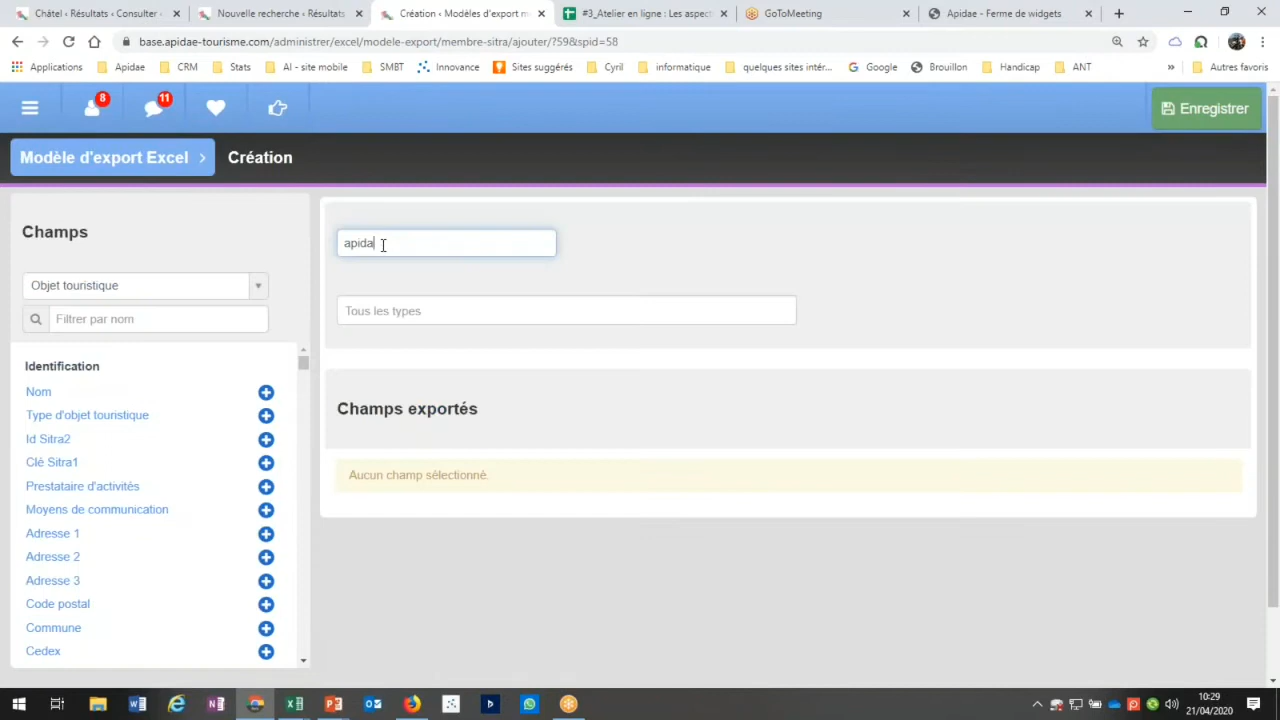 Châtel ‹ Résultats ‹ Consulter ‹
Nouvelle recherche ‹ Résultats
Création ‹ Modèles d'export m
#3_Atelier en ligne : Les aspect
GoToMeeting
Apidae - Ferme de widgets
base.apidae-tourisme.com/administrer/excel/modele-export/membre-sitra/ajouter/?59&spid=58
Applications
Apidae
CRM
Stats
AI - site mobile
SMBT
Innovance
Sites suggérés
Cyril
informatique
quelques sites intér...
Google
Brouillon
Handicap
ANT
»
Autres favoris
8
11
Enregistrer
Modèle d'export Excel ›
Création
Champs
Objet touristique
Filtrer par nom
Identification
Nom
Type d'objet touristique
Id Sitra2
Clé Sitra1
Prestataire d'activités
Moyens de communication
Adresse 1
Adresse 2
Adresse 3
Code postal
Commune
Cedex
apida
Tous les types
Champs exportés
Aucun champ sélectionné.
10:29
21/04/2020